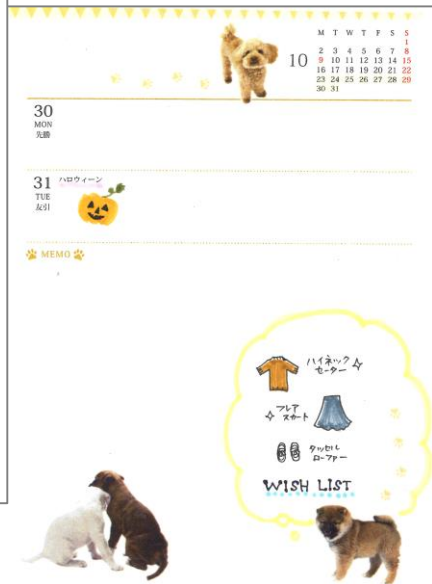 10
M T W T F S S
1
2 3 4 5 6 7 8
9 10 11 12 13 14 15
16 17 18 19 20 21 22
23 24 25 26 27 28 29
30 31
30
MON
先勝
31 ハロウィーン
TUE
友引
MEMO
ハイネック
セーター
フレア
スカート
タッセル
ローファー
WISH LIST